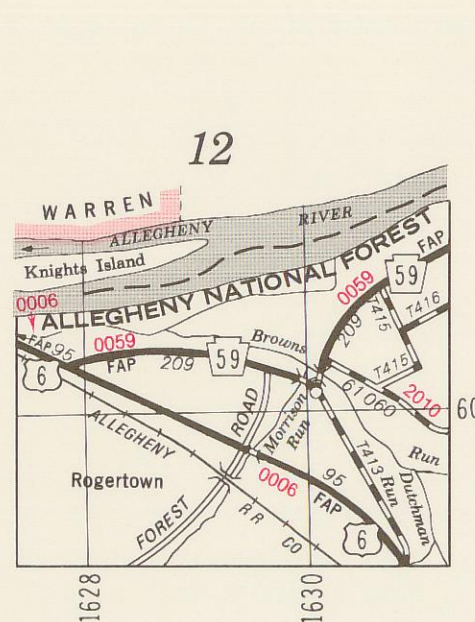 12
WARREN
ALLEGHENY RIVER
Knights Island
ALLEGHENY NATIONAL FOREST
0006
FAP 95
6
0059
FAP 209
59
Browns Run
0059
209
59
FAP
T415
T416
T415
2010
61060
60
ROAD
Morrison Run
ALLEGHENY RR CO
Rogertown
FOREST
0006
95
FAP
6
T413
Dutchman Run
1628
1630